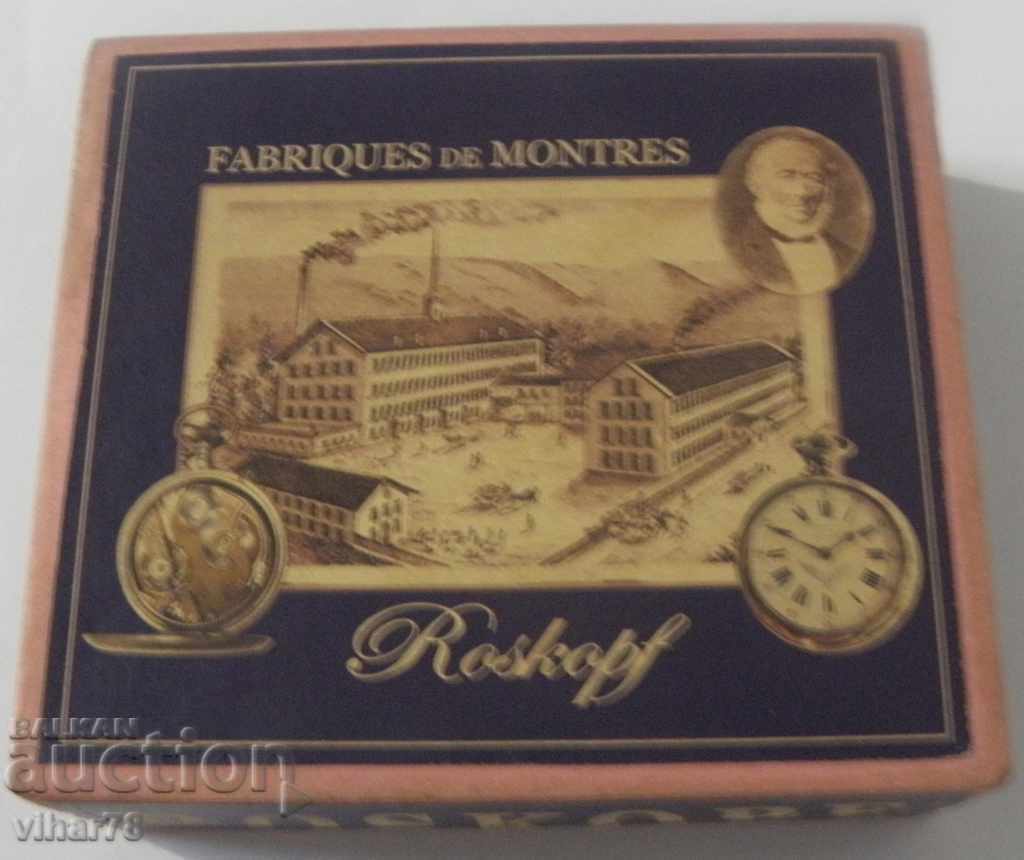 FABRIQUES DE MONTRES
Roskopf
BALKAN
auction
vihar78